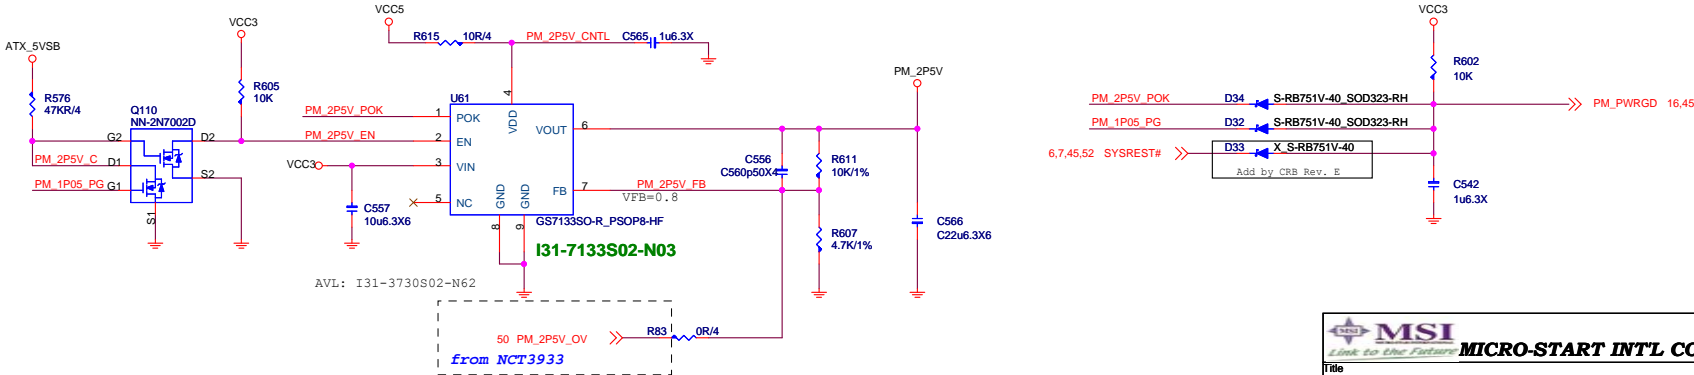 ATX_5VSB
R576
47KR/4
Q110
NN-2N7002D
G2
D2
PM_2P5V_C
D1
PM_1P05_PG
G1
S2
S1
VCC3
R605
10K
PM_2P5V_POK
PM_2P5V_EN
VCC3
C557
10u6.3X6
VCC5
R615
10R/4
PM_2P5V_CNTL
C565
1u6.3X
U61
1
POK
2
EN
3
VIN
5
NC
4
VDD
VOUT
6
FB
7
GND
GND
8
9
GS7133SO-R_PSOP8-HF
I31-7133S02-N03
AVL: I31-3730S02-N62
PM_2P5V_FB
VFB=0.8
C556
C560p50X4
R611
10K/1%
R607
4.7K/1%
PM_2P5V
C566
C22u6.3X6
50 PM_2P5V_OV
R83
0R/4
from NCT3933
VCC3
R602
10K
PM_2P5V_POK
D34
S-RB751V-40_SOD323-RH
PM_PWRGD 16,45
PM_1P05_PG
D32
S-RB751V-40_SOD323-RH
6,7,45,52 SYSREST#
D33
X_S-RB751V-40
Add by CRB Rev. E
C542
1u6.3X
MSI
Link to the Future
MICRO-START INT'L CO
Title